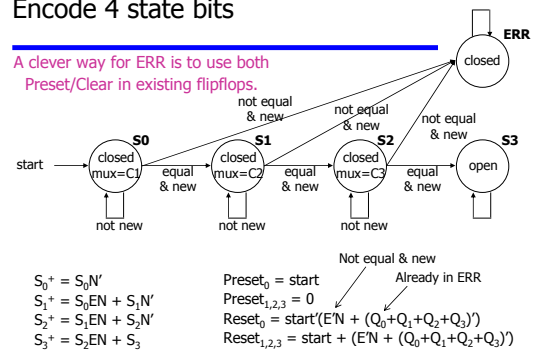 Encode 4 state bits
A clever way for ERR is to use both
Preset/Clear in existing flipflops.
ERR
closed
not equal
& new
not equal
& new
not equal
& new
S0
S1
S2
S3
start
closed
mux=C1
equal
& new
closed
mux=C2
equal
& new
closed
mux=C3
equal
& new
open
not new
not new
not new
Not equal & new
Already in ERR
S₀⁺ = S₀N′
S₁⁺ = S₀EN + S₁N′
S₂⁺ = S₁EN + S₂N′
S₃⁺ = S₂EN + S₃
Preset₀ = start
Preset₁,₂,₃ = 0
Reset₀ = start′(E′N + (Q₀+Q₁+Q₂+Q₃)′)
Reset₁,₂,₃ = start + (E′N + (Q₀+Q₁+Q₂+Q₃)′)